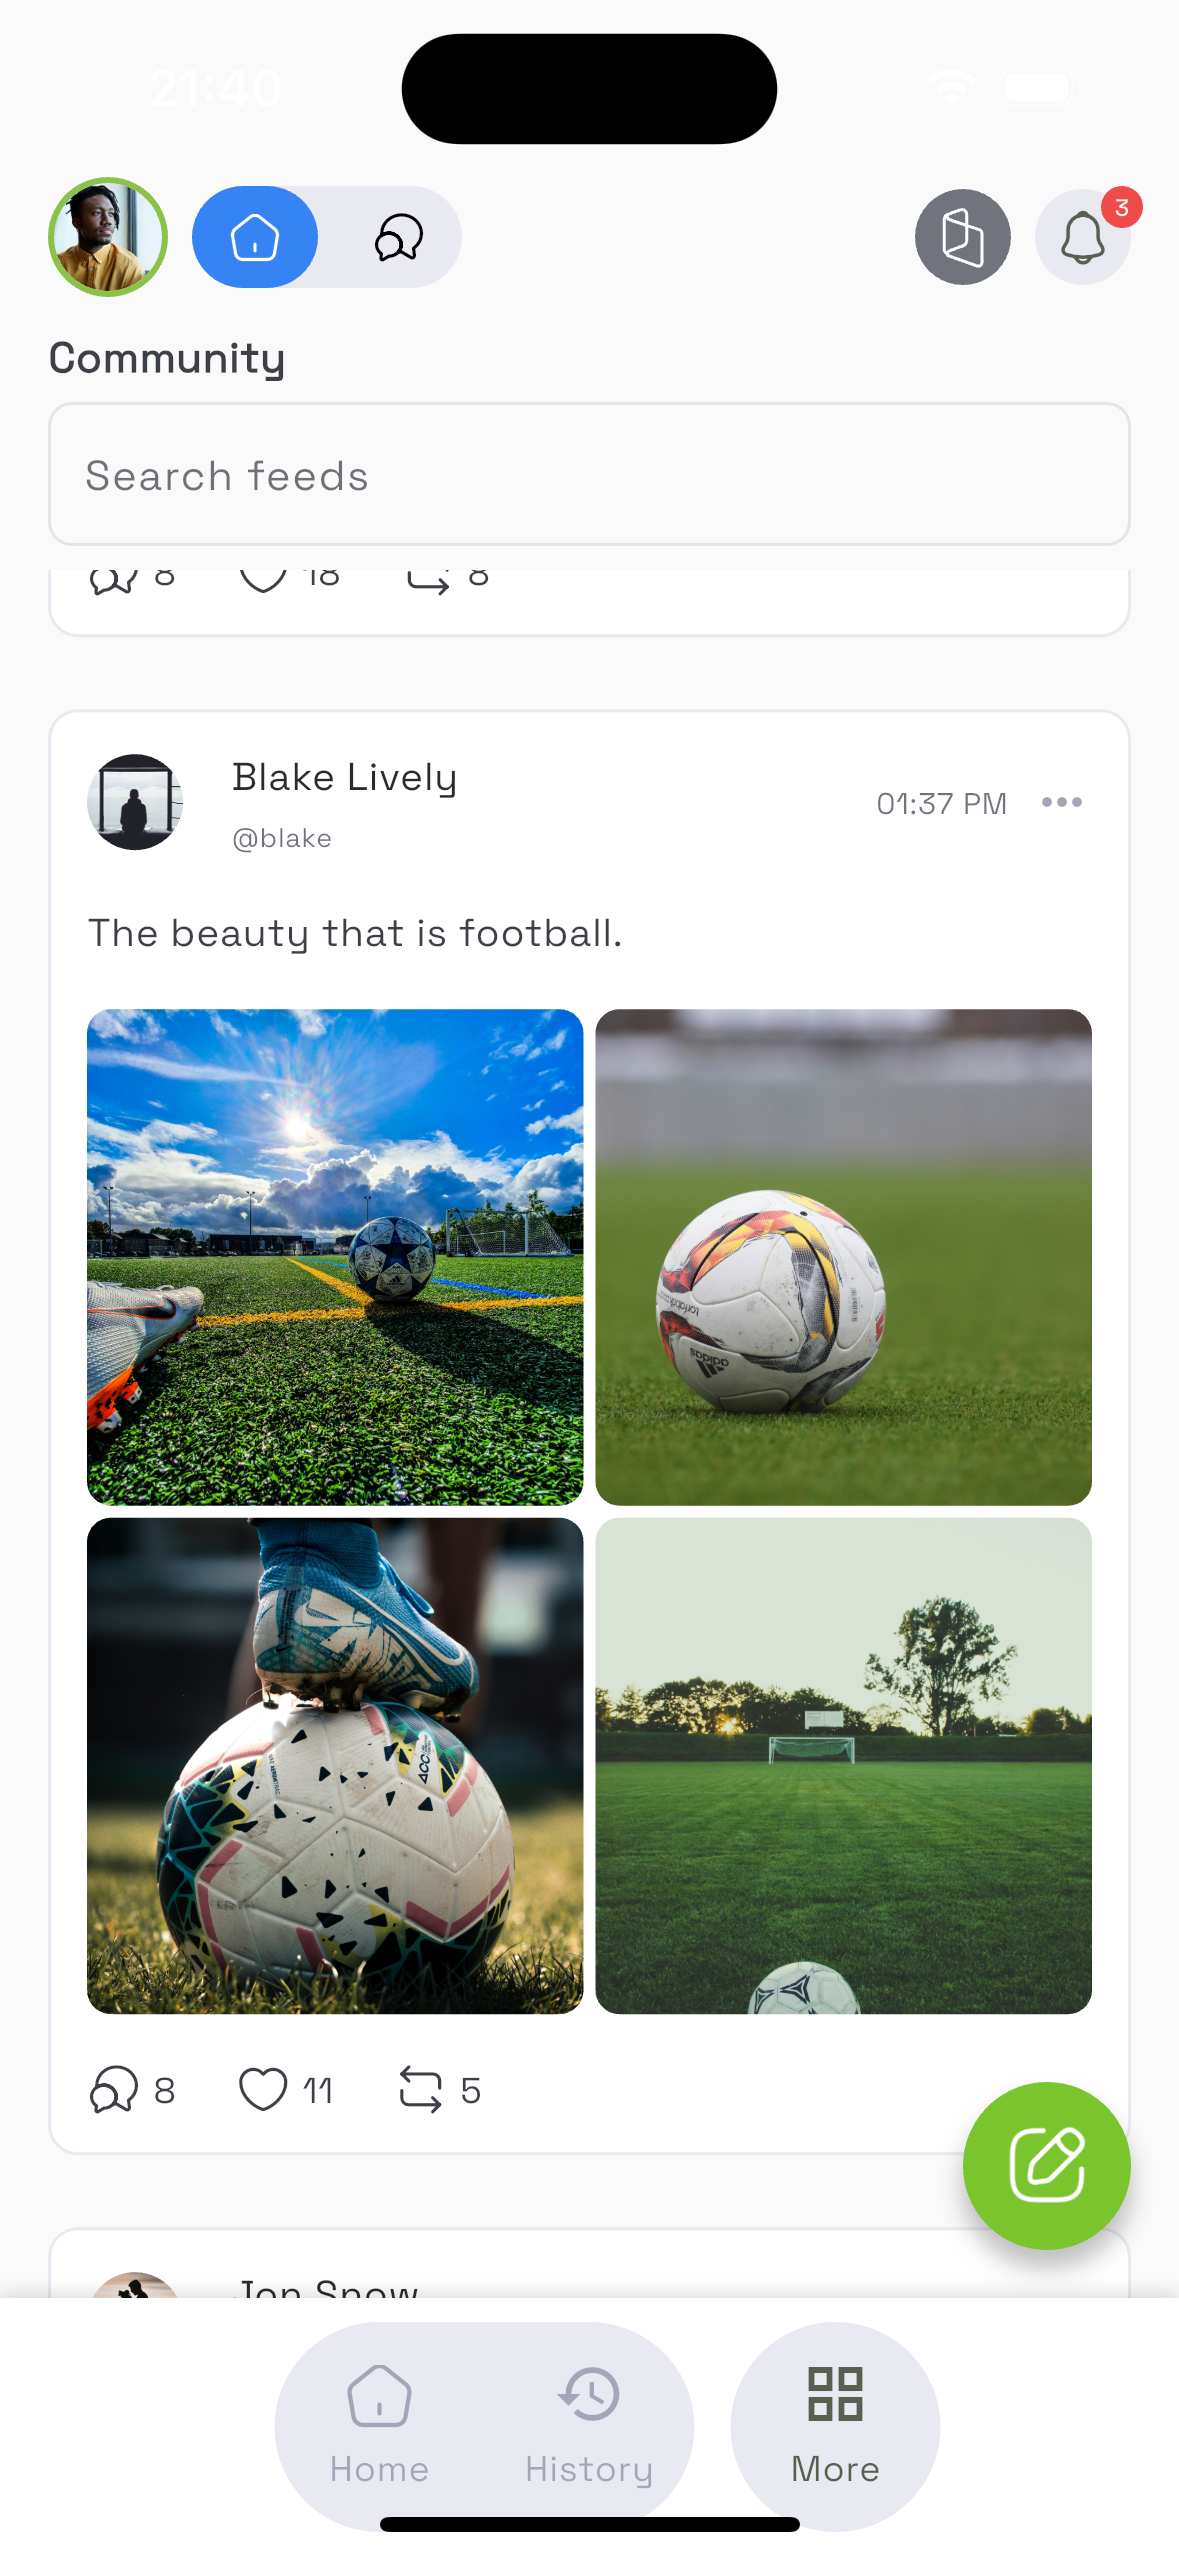 21:40
3
Community
Search feeds
8 18 8
Blake Lively
01:37 PM
@blake
The beauty that is football.
adidas
8 11 5
Jon Snow
Home History More